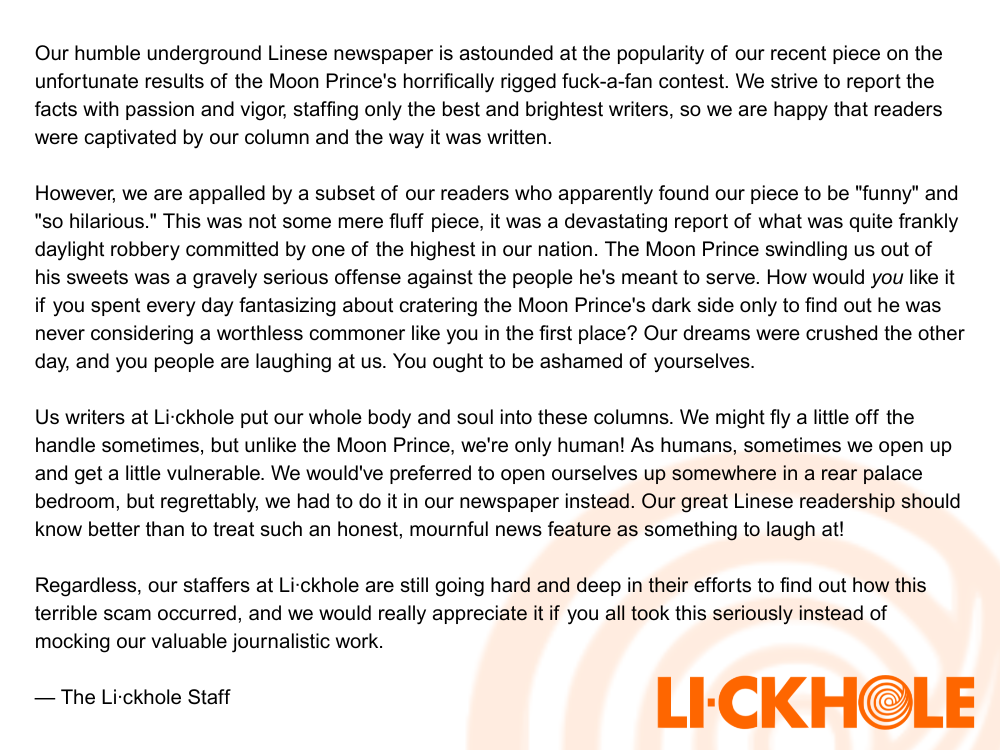 Our humble underground Linese newspaper is astounded at the popularity of our recent piece on the
unfortunate results of the Moon Prince's horrifically rigged fuck-a-fan contest. We strive to report the
facts with passion and vigor, staffing only the best and brightest writers, so we are happy that readers
were captivated by our column and the way it was written.
However, we are appalled by a subset of our readers who apparently found our piece to be "funny" and
"so hilarious." This was not some mere fluff piece, it was a devastating report of what was quite frankly
daylight robbery committed by one of the highest in our nation. The Moon Prince swindling us out of
his sweets was a gravely serious offense against the people he's meant to serve. How would you like it
if you spent every day fantasizing about cratering the Moon Prince's dark side only to find out he was
never considering a worthless commoner like you in the first place? Our dreams were crushed the other
day, and you people are laughing at us. You ought to be ashamed of yourselves.
Us writers at Li·ckhole put our whole body and soul into these columns. We might fly a little off the
handle sometimes, but unlike the Moon Prince, we're only human! As humans, sometimes we open up
and get a little vulnerable. We would've preferred to open ourselves up somewhere in a rear palace
bedroom, but regrettably, we had to do it in our newspaper instead. Our great Linese readership should
know better than to treat such an honest, mournful news feature as something to laugh at!
Regardless, our staffers at Li·ckhole are still going hard and deep in their efforts to find out how this
terrible scam occurred, and we would really appreciate it if you all took this seriously instead of
mocking our valuable journalistic work.
— The Li·ckhole Staff
LI·CKHOLE